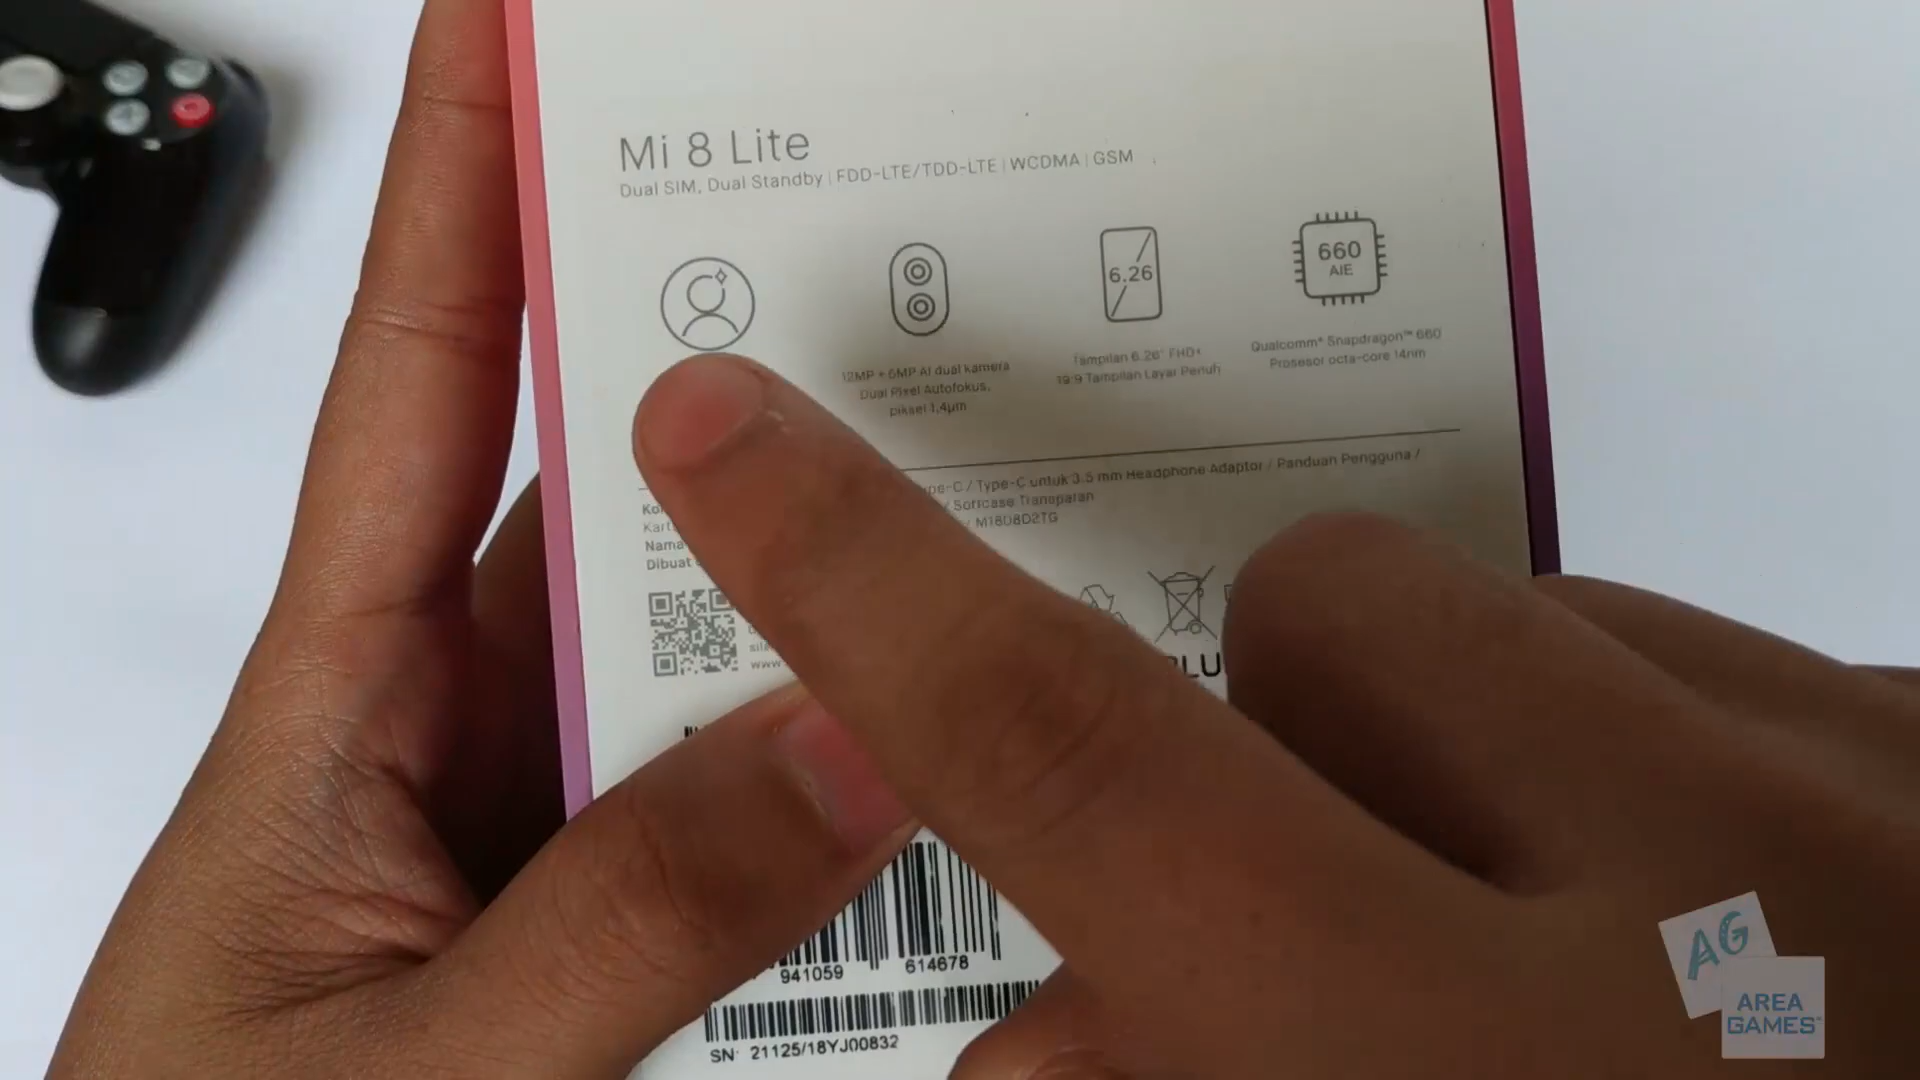 Mi 8 Lite
Dual SIM, Dual Standby | FDD-LTE/TDD-LTE | WCDMA | GSM
6.26
660
AIE
12MP + 5MP AI dual kamera
Dual Pixel Autofokus,
piksel 1,4μm
Tampilan 6.26" FHD+
19:9 Tampilan Layar Penuh
Qualcomm® Snapdragon™ 660
Prosesor octa-core 14nm
/ Type-C untuk 3.5 mm Headphone Adaptor / Panduan Pengguna /
/ Softcase Transparan
Nama / M1808D2TG
Dibuat
www
941059 614678
SN: 21125/18YJ00832
AG
AREA
GAMES